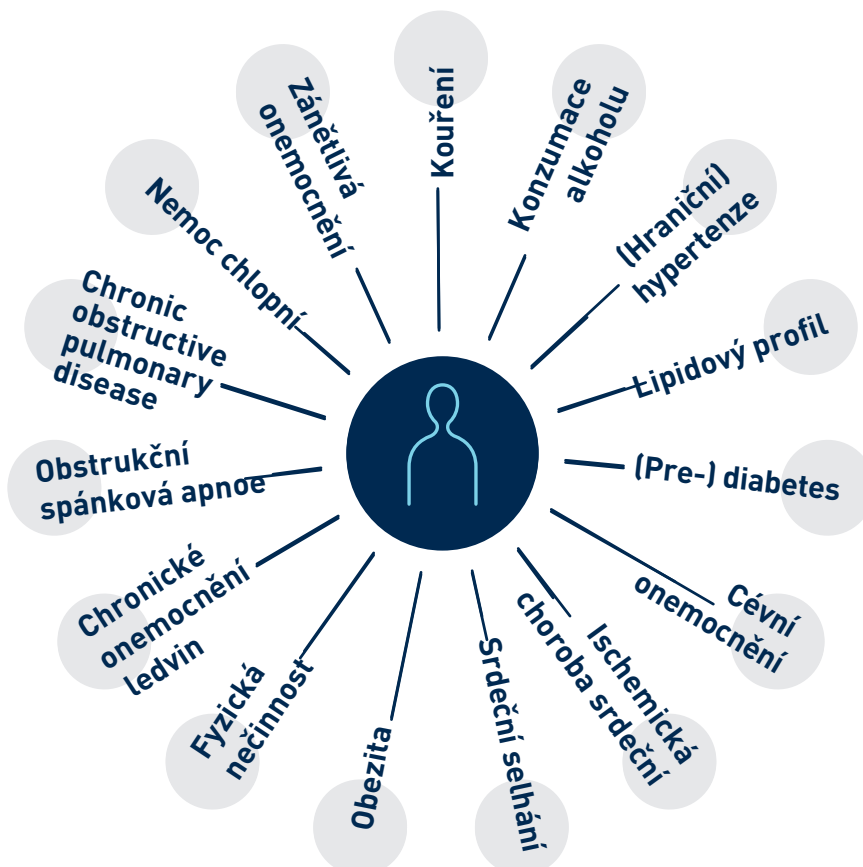 Kouření
Konzumace
alkoholu
(Hraniční)
hypertenze
Lipidový profil
(Pre-) diabetes
Cévní
onemocnění
Ischemická
choroba srdeční
Srdeční selhání
Obezita
Fyzická
nečinnost
Chronické
onemocnění
ledvin
Obstrukční
spánková apnoe
Chronic
obstructive
pulmonary
disease
Nemoc chlopní
Zánětlivá
onemocnění